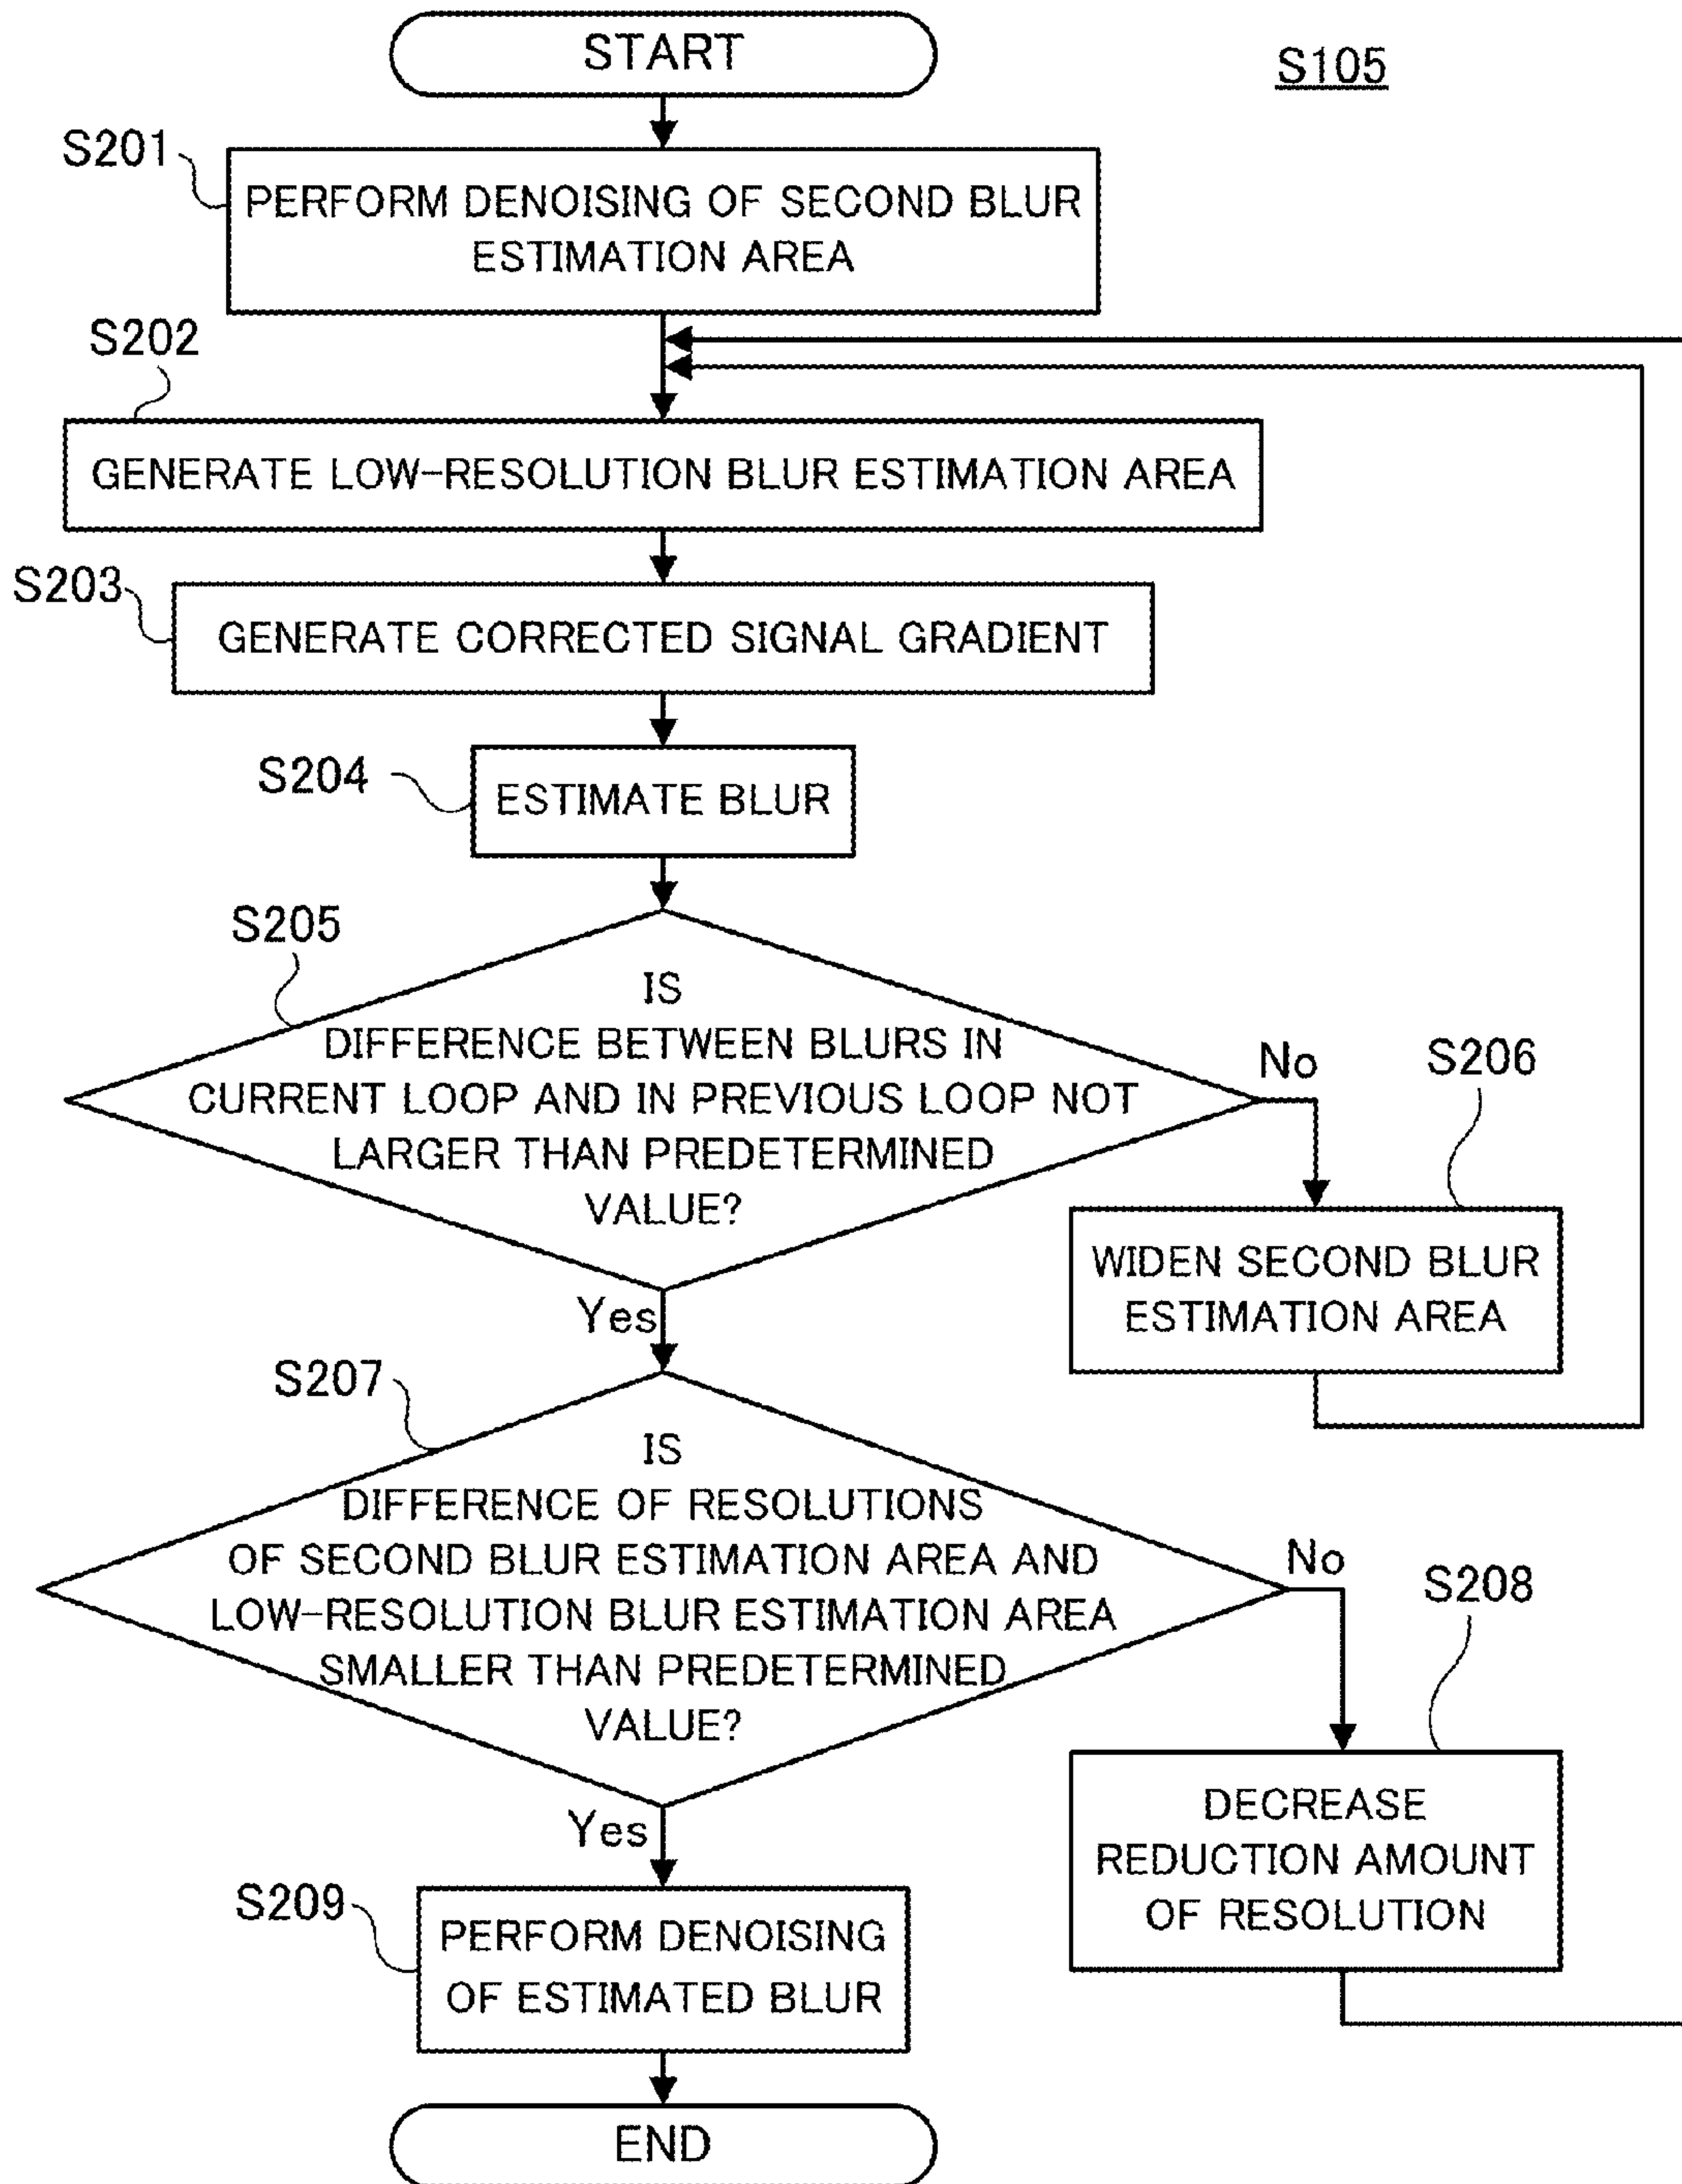 START
S105
S201
PERFORM DENOISING OF SECOND BLUR
ESTIMATION AREA
S202
GENERATE LOW-RESOLUTION BLUR ESTIMATION AREA
S203
GENERATE CORRECTED SIGNAL GRADIENT
S204
ESTIMATE BLUR
S205
IS
DIFFERENCE BETWEEN BLURS IN
CURRENT LOOP AND IN PREVIOUS LOOP NOT
LARGER THAN PREDETERMINED
VALUE?
No
S206
WIDEN SECOND BLUR
ESTIMATION AREA
Yes
S207
IS
DIFFERENCE OF RESOLUTIONS
OF SECOND BLUR ESTIMATION AREA AND
LOW-RESOLUTION BLUR ESTIMATION AREA
SMALLER THAN PREDETERMINED
VALUE?
No
S208
DECREASE
REDUCTION AMOUNT
OF RESOLUTION
Yes
S209
PERFORM DENOISING
OF ESTIMATED BLUR
END